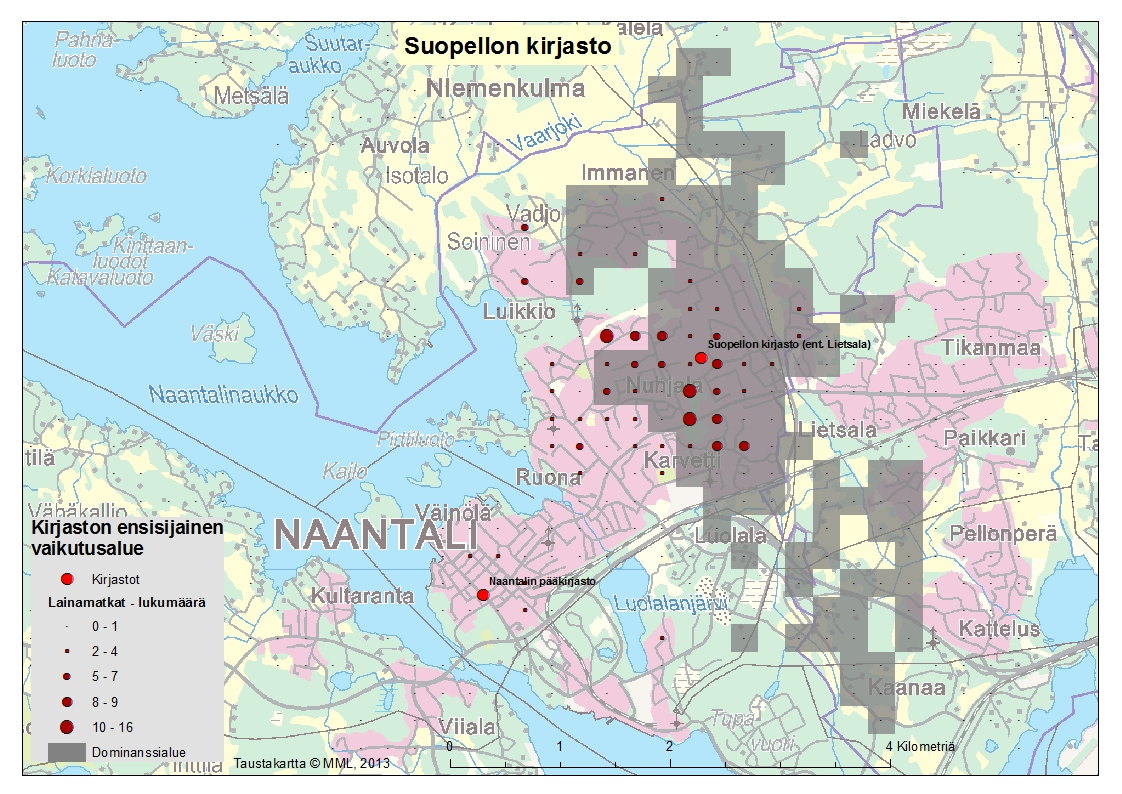 Suopellon kirjasto
Pahna-
luoto
Suutar-
aukko
Metsälä
Niemenkulma
Miekelä
Vaarjoki
Auvola
Isotalo
Ladvo
Immanen
Korkialuoto
Vadjo
Soininen
Kinttaan-
luodot
Katavaluoto
Luikkio
Väski
Suopellon kirjasto (ent. Lietsala)
Tikanmaa
Nuhjala
Naantalinaukko
Pirttiluoto
Lietsala
Paikkari
Karvetti
Kailo
Ruona
Väinölä
NAANTALI
Luolala
Pellonperä
Vähäkallio
Naantalin pääkirjasto
Kultaranta
Luolalanjärvi
Kattelus
Kaanaa
Viiala
Tupa
vuori
Kirjaston ensisijainen
vaikutusalue
Kirjastot
Lainamatkat - lukumäärä
0 - 1
2 - 4
5 - 7
8 - 9
10 - 16
Dominanssialue
0 1 2 4 Kilometriä
Taustakartta © MML, 2013